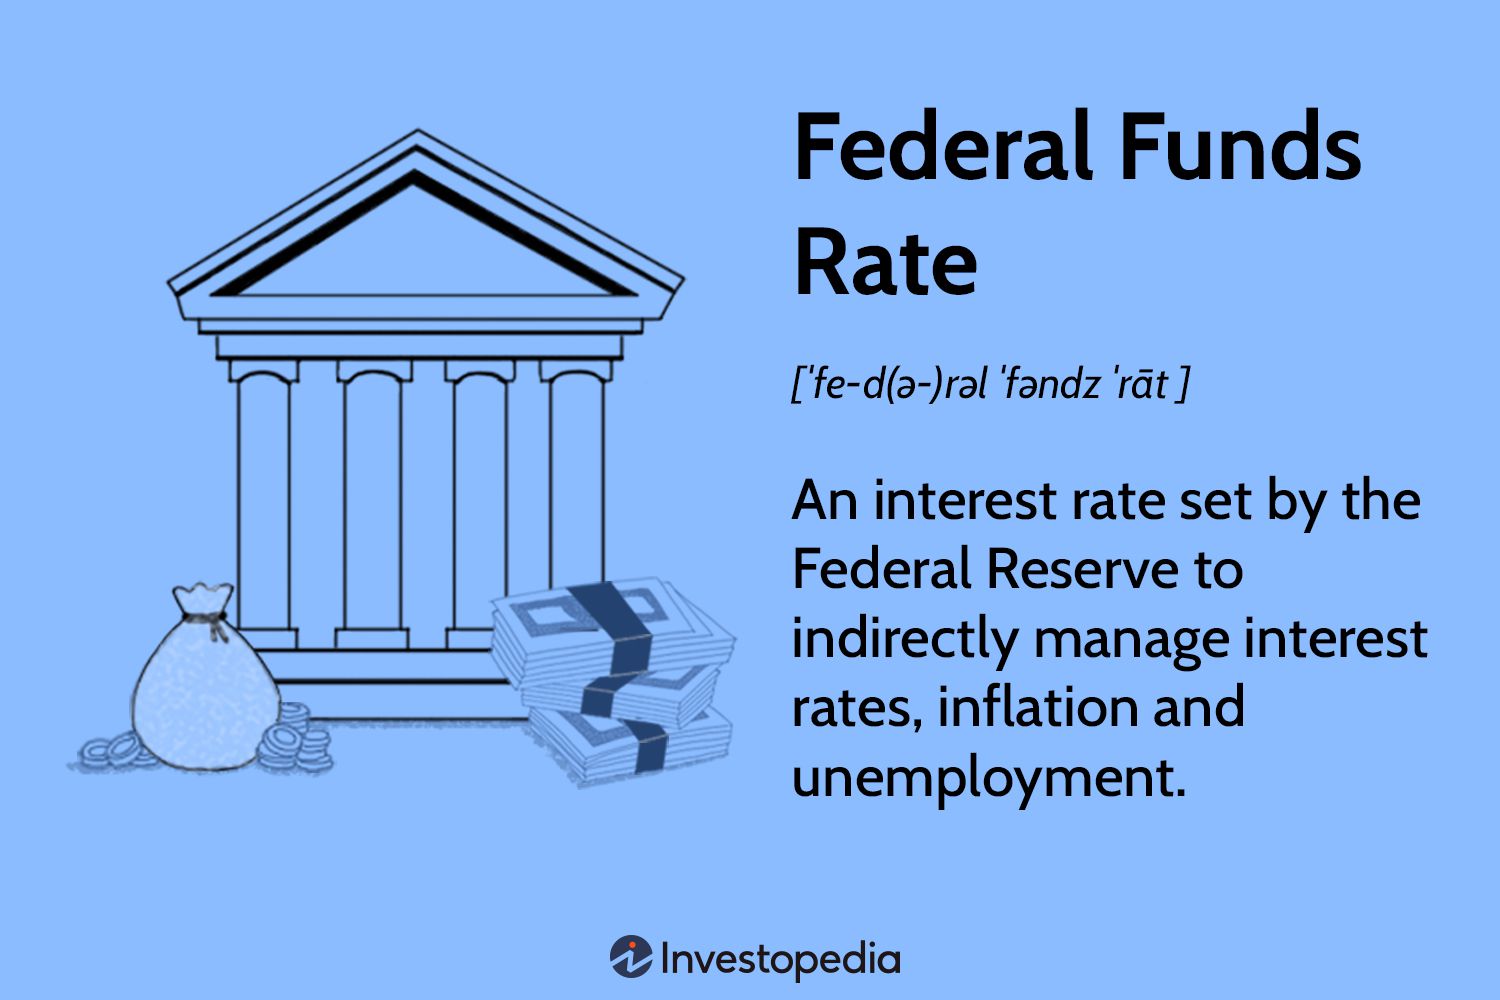 Federal Funds
Rate
[ˈfe-d(ə-)rəl ˈfəndz ˈrāt ]
An interest rate set by the
Federal Reserve to
indirectly manage interest
rates, inflation and
unemployment.
Investopedia